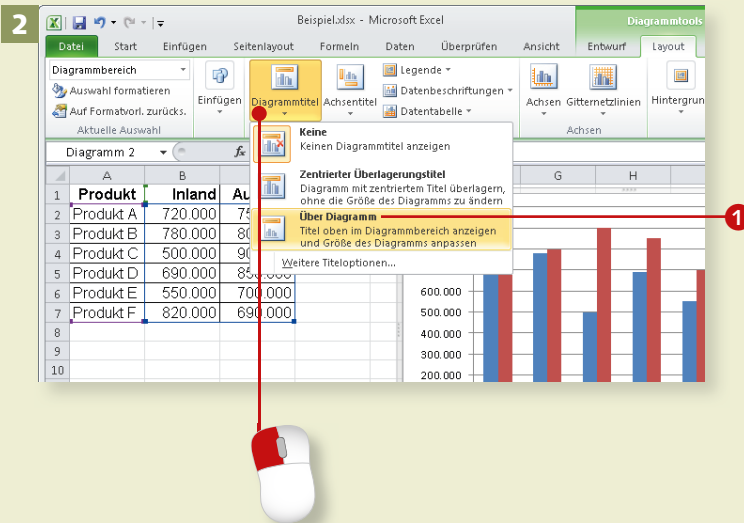 2
Beispiel.xlsx - Microsoft Excel
Diagrammtools
Datei Start Einfügen Seitenlayout Formeln Daten Überprüfen Ansicht Entwurf Layout
Diagrammbereich
Auswahl formatieren
Auf Formatvorl. zurücks.
Aktuelle Auswahl
Einfügen
Diagrammtitel
Achsentitel
Legende
Datenbeschriftungen
Datentabelle
Achsen
Gitternetzlinien
Achsen
Keine
Keinen Diagrammtitel anzeigen
Zentrierter Überlagerungstitel
Diagramm mit zentriertem Titel überlagern,
ohne die Größe des Diagramms zu ändern
Über Diagramm
Titel oben im Diagrammbereich anzeigen
und Größe des Diagramms anpassen
Weitere Titeloptionen...
1
Diagramm 2 fx
A B G H
1 Produkt Inland
2 Produkt A 720.000
3 Produkt B 780.000
4 Produkt C 500.000
5 Produkt D 690.000
6 Produkt E 550.000 700.000
7 Produkt F 820.000 690.000
8
9
10
600.000
500.000
400.000
300.000
200.000